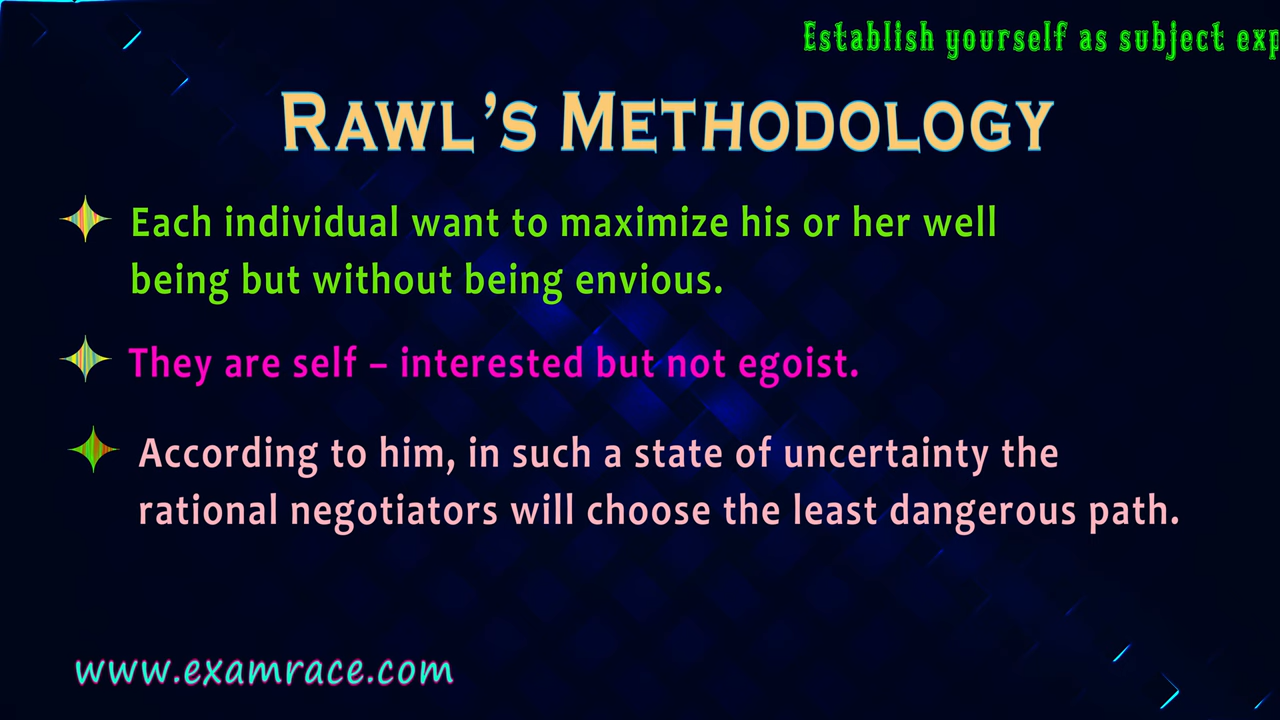 Establish yourself as subject
RAWL'S METHODOLOGY
Each individual want to maximize his or her well
being but without being envious.
They are self – interested but not egoist.
According to him, in such a state of uncertainty the
rational negotiators will choose the least dangerous path.
www.examrace.com